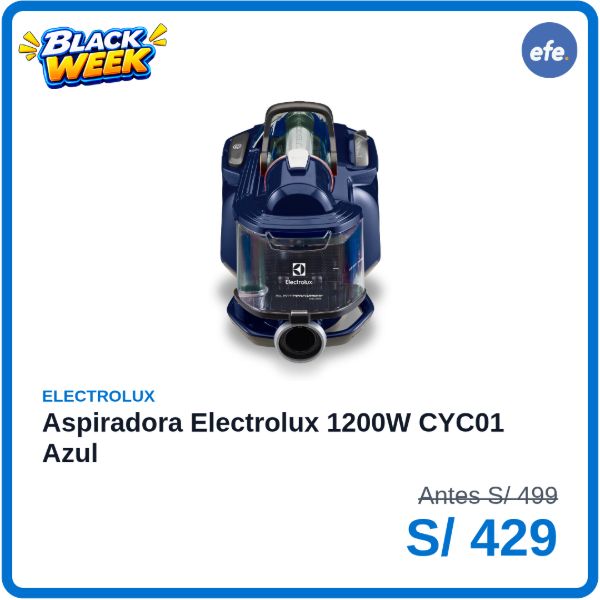 BLACK
WEEK
efe.
Electrolux
ELECTROLUX
Aspiradora Electrolux 1200W CYC01
Azul
Antes S/ 499
S/ 429